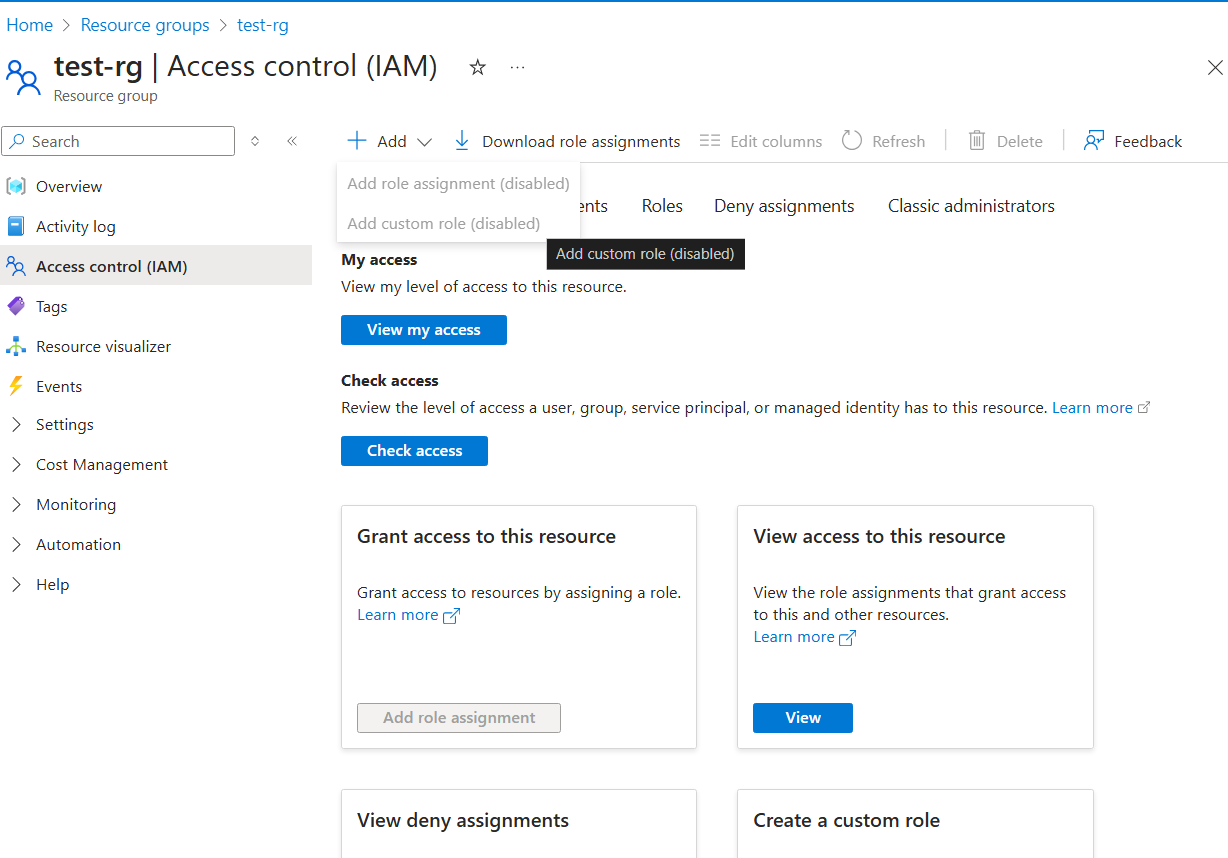 Home > Resource groups > test-rg
test-rg | Access control (IAM)
Resource group
Search
Add
Download role assignments
Edit columns
Refresh
Delete
Feedback
Overview
Activity log
Access control (IAM)
Tags
Resource visualizer
Events
Settings
Cost Management
Monitoring
Automation
Help
Add role assignment (disabled)
Add custom role (disabled)
Roles
Deny assignments
Classic administrators
Add custom role (disabled)
My access
View my level of access to this resource.
View my access
Check access
Review the level of access a user, group, service principal, or managed identity has to this resource. Learn more
Check access
Grant access to this resource
Grant access to resources by assigning a role.
Learn more
Add role assignment
View access to this resource
View the role assignments that grant access
to this and other resources.
Learn more
View
View deny assignments
Create a custom role